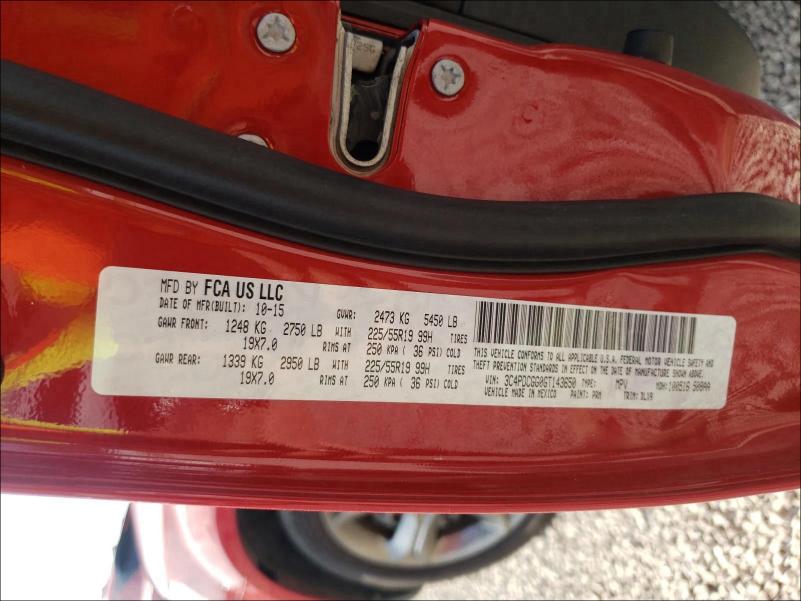 MFD BY FCA US LLC
DATE OF MFR(BUILT): 10-15 GVWR: 2473 KG 5450 LB
GAWR FRONT: 1248 KG 2750 LB WITH 225/55R19 99H TIRES
19X7.0 RIMS AT 250 KPA ( 36 PSI) COLD
GAWR REAR: 1339 KG 2950 LB WITH 225/55R19 99H TIRES
19X7.0 RIMS AT 250 KPA ( 36 PSI) COLD
THIS VEHICLE CONFORMS TO ALL APPLICABLE U.S.A. FEDERAL MOTOR VEHICLE SAFETY AND
THEFT PREVENTION STANDARDS IN EFFECT ON THE DATE OF MANUFACTURE SHOWN ABOVE.
VIN: 3C4PDCGG0GT143650 TYPE: MPV MDH:
VEHICLE MADE IN MEXICO PAINT: PRM TRIM: DLX9